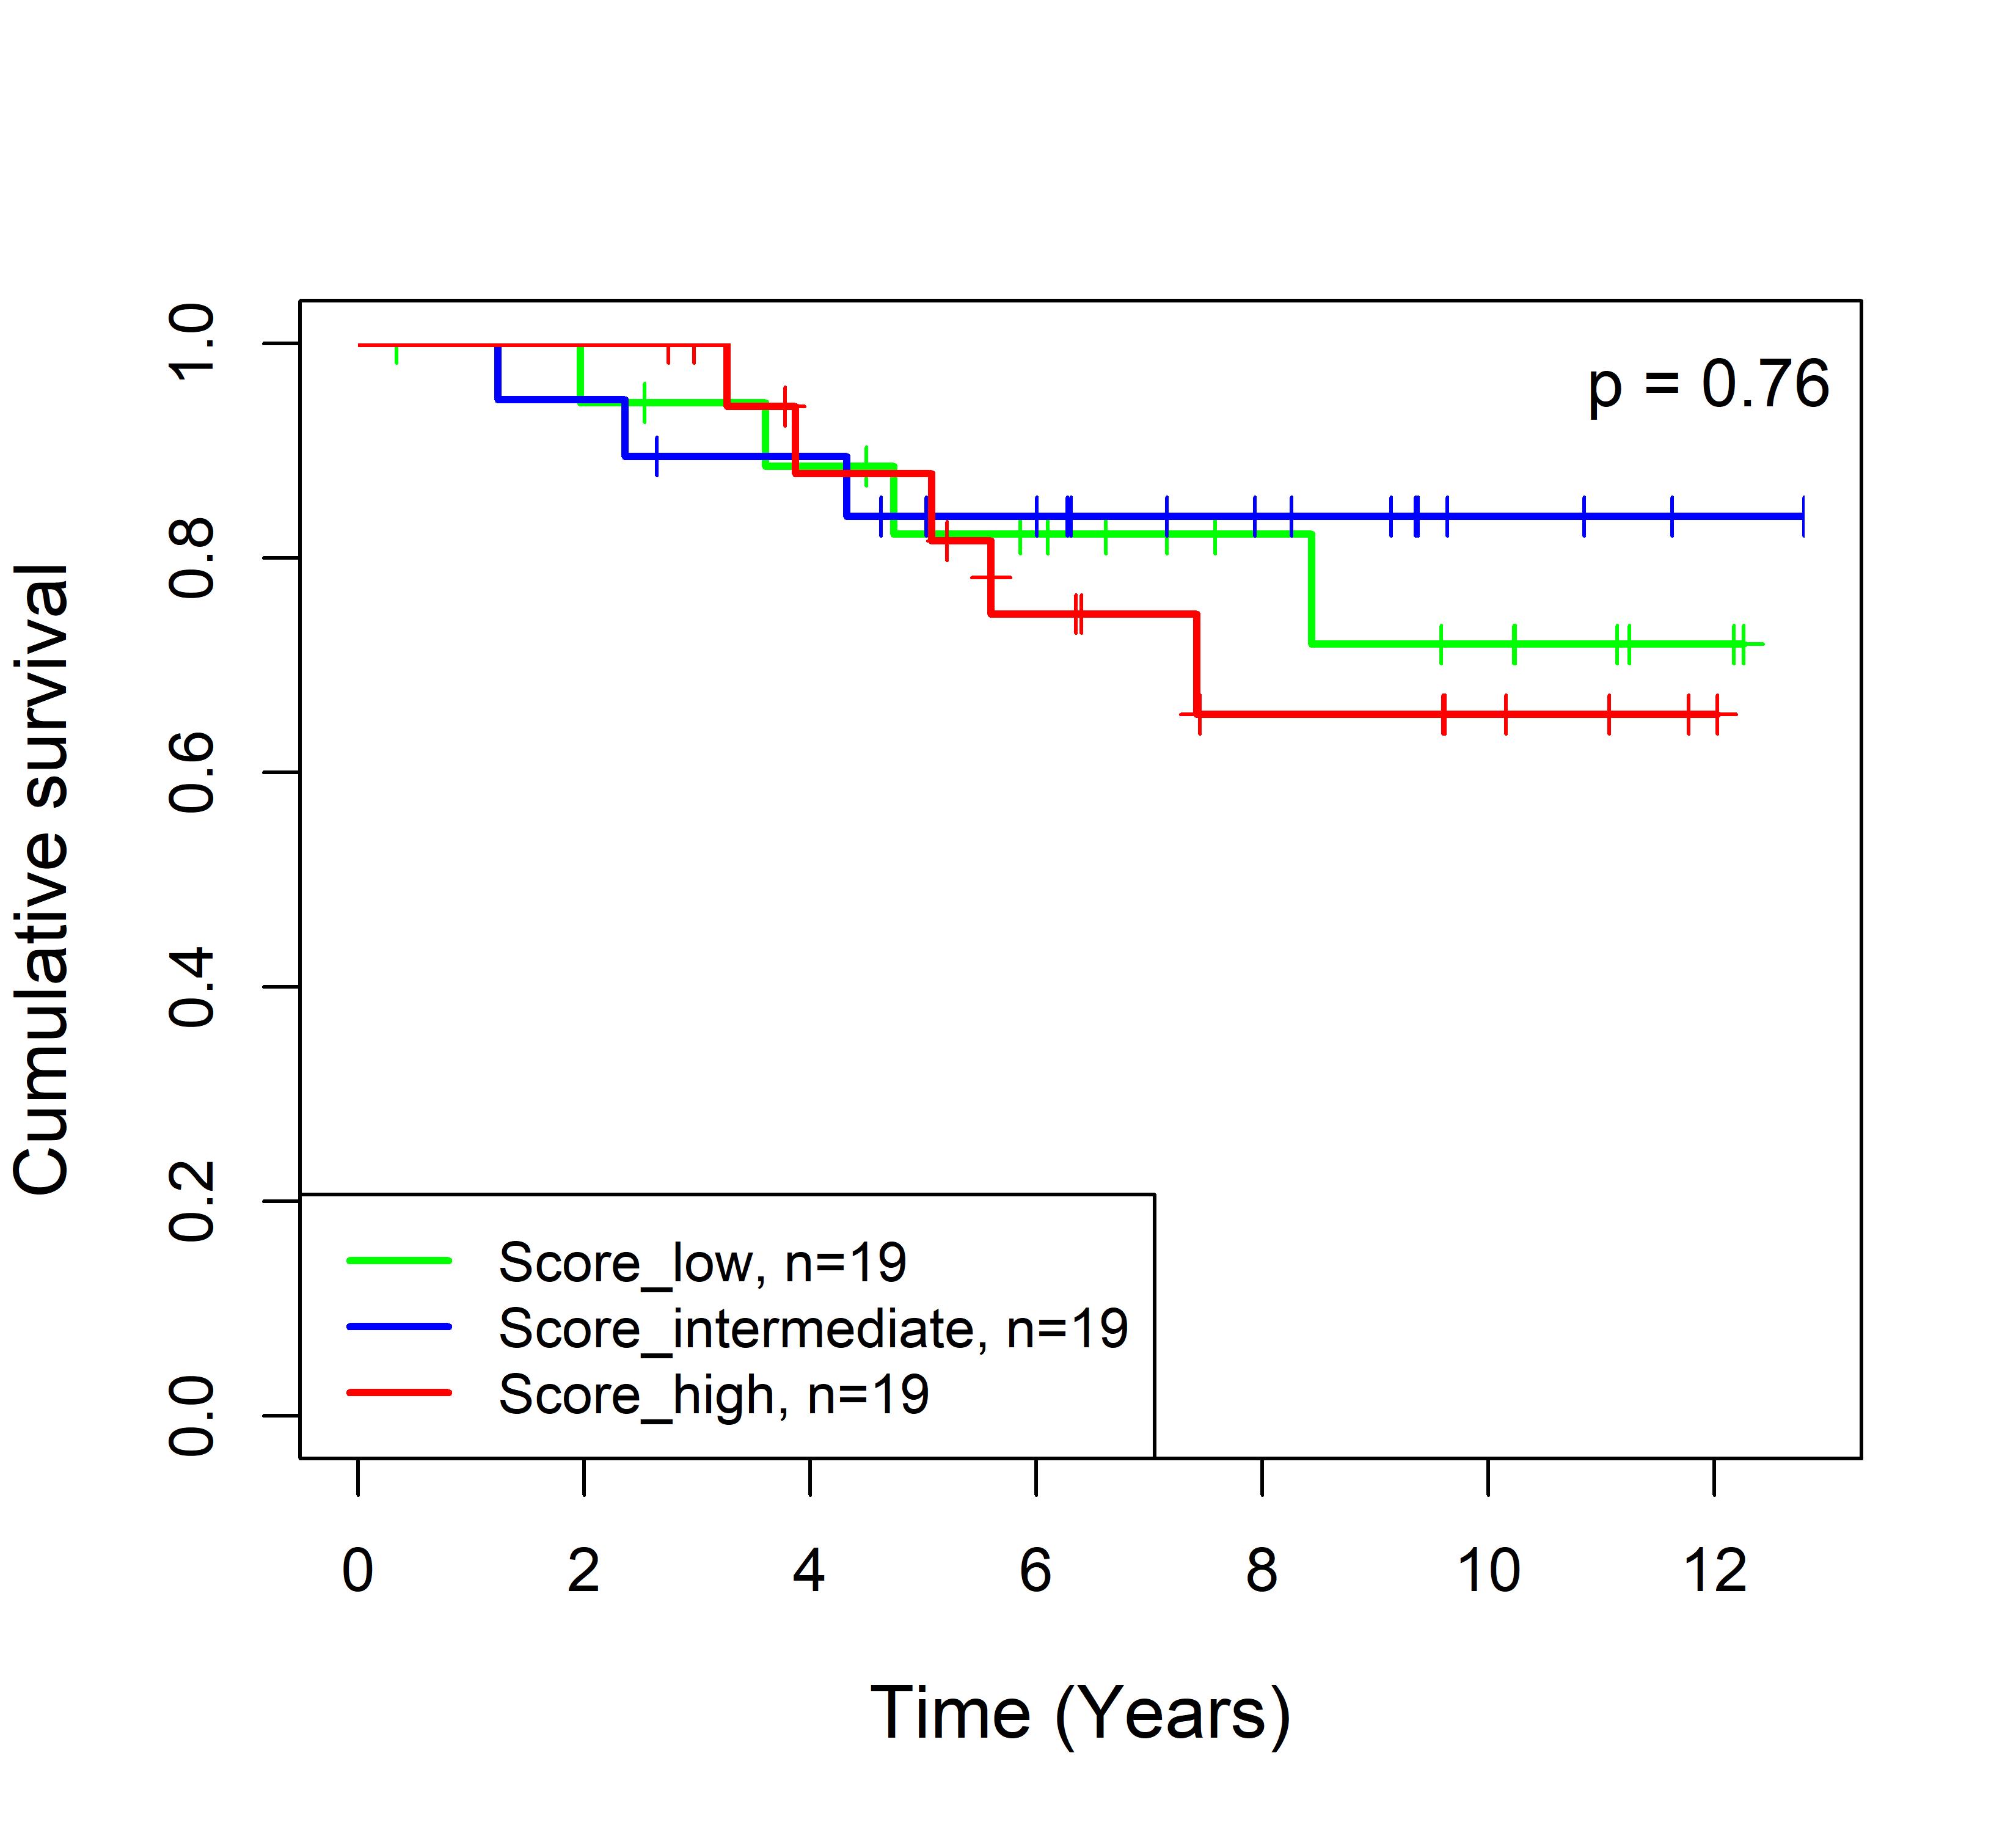 p = 0.76
Cumulative survival
1.0
0.8
0.6
0.4
0.2
0.0
Score_low, n=19
Score_intermediate, n=19
Score_high, n=19
0 2 4 6 8 10 12
Time (Years)